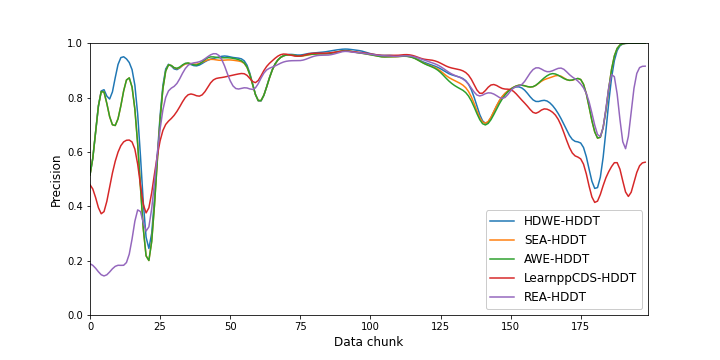 1.0
0.8
0.6
0.4
0.2
0.0
Precision
0 25 50 75 100 125 150 175
Data chunk
HDWE-HDDT
SEA-HDDT
AWE-HDDT
LearnppCDS-HDDT
REA-HDDT